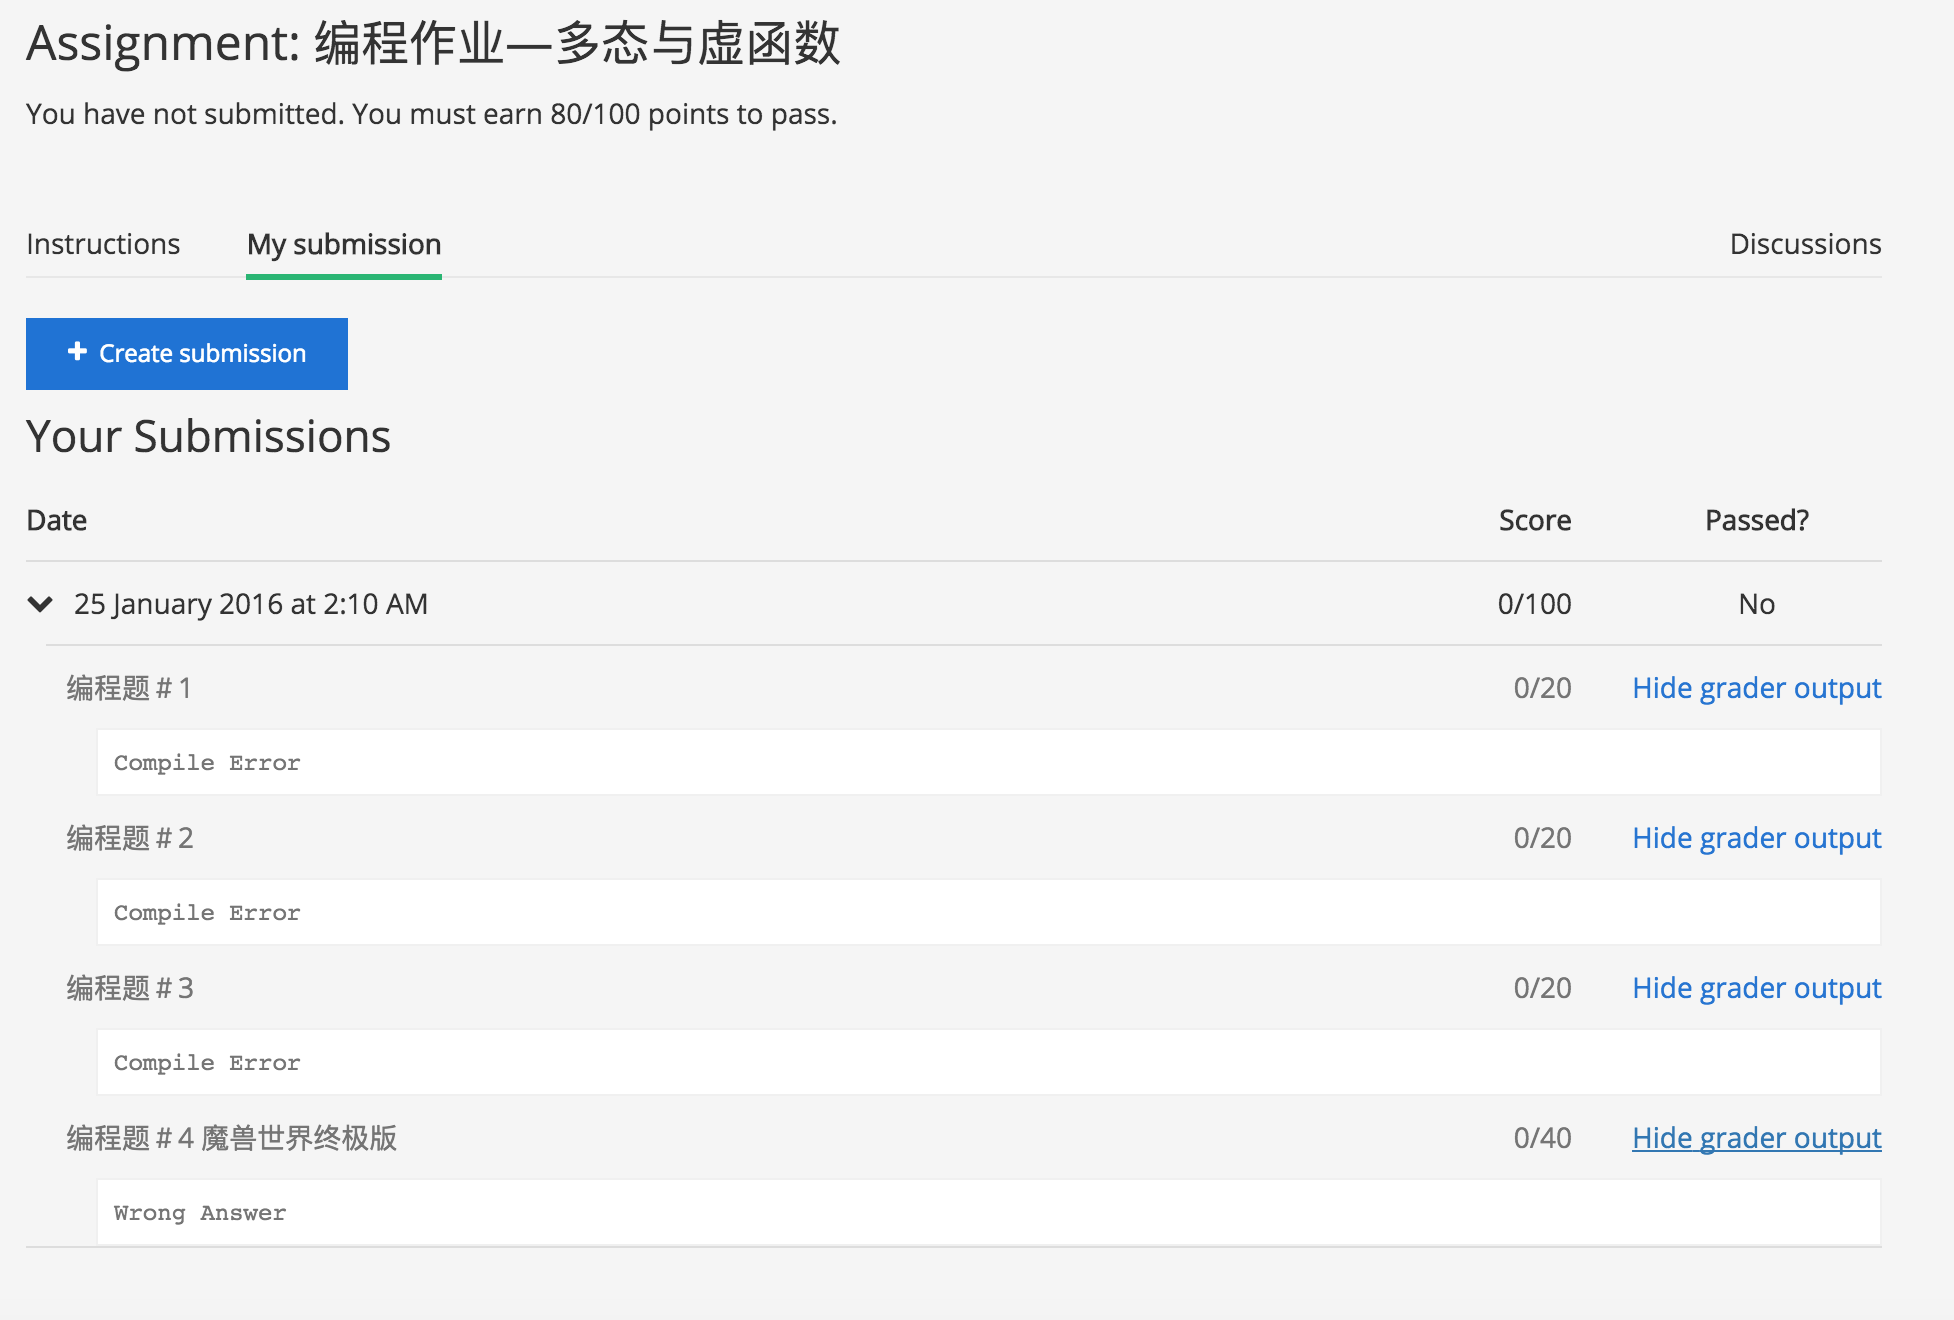 Assignment: 编程作业—多态与虚函数
You have not submitted. You must earn 80/100 points to pass.
Instructions My submission Discussions
+ Create submission
Your Submissions
Date Score Passed?
25 January 2016 at 2:10 AM 0/100 No
编程题＃1 0/20 Hide grader output
Compile Error
编程题＃2 0/20 Hide grader output
Compile Error
编程题＃3 0/20 Hide grader output
Compile Error
编程题＃4 魔兽世界终极版 0/40 Hide grader output
Wrong Answer